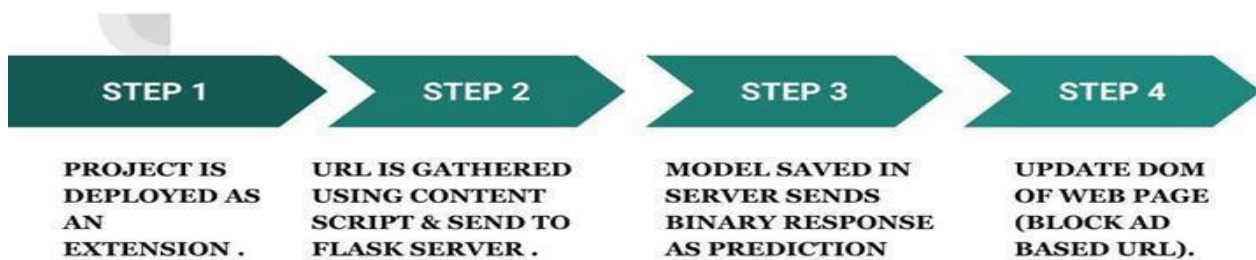 STEP 1
PROJECT IS
DEPLOYED AS
AN
EXTENSION .
STEP 2
URL IS GATHERED
USING CONTENT
SCRIPT & SEND TO
FLASK SERVER .
STEP 3
MODEL SAVED IN
SERVER SENDS
BINARY RESPONSE
AS PREDICTION
STEP 4
UPDATE DOM
OF WEB PAGE
(BLOCK AD
BASED URL).